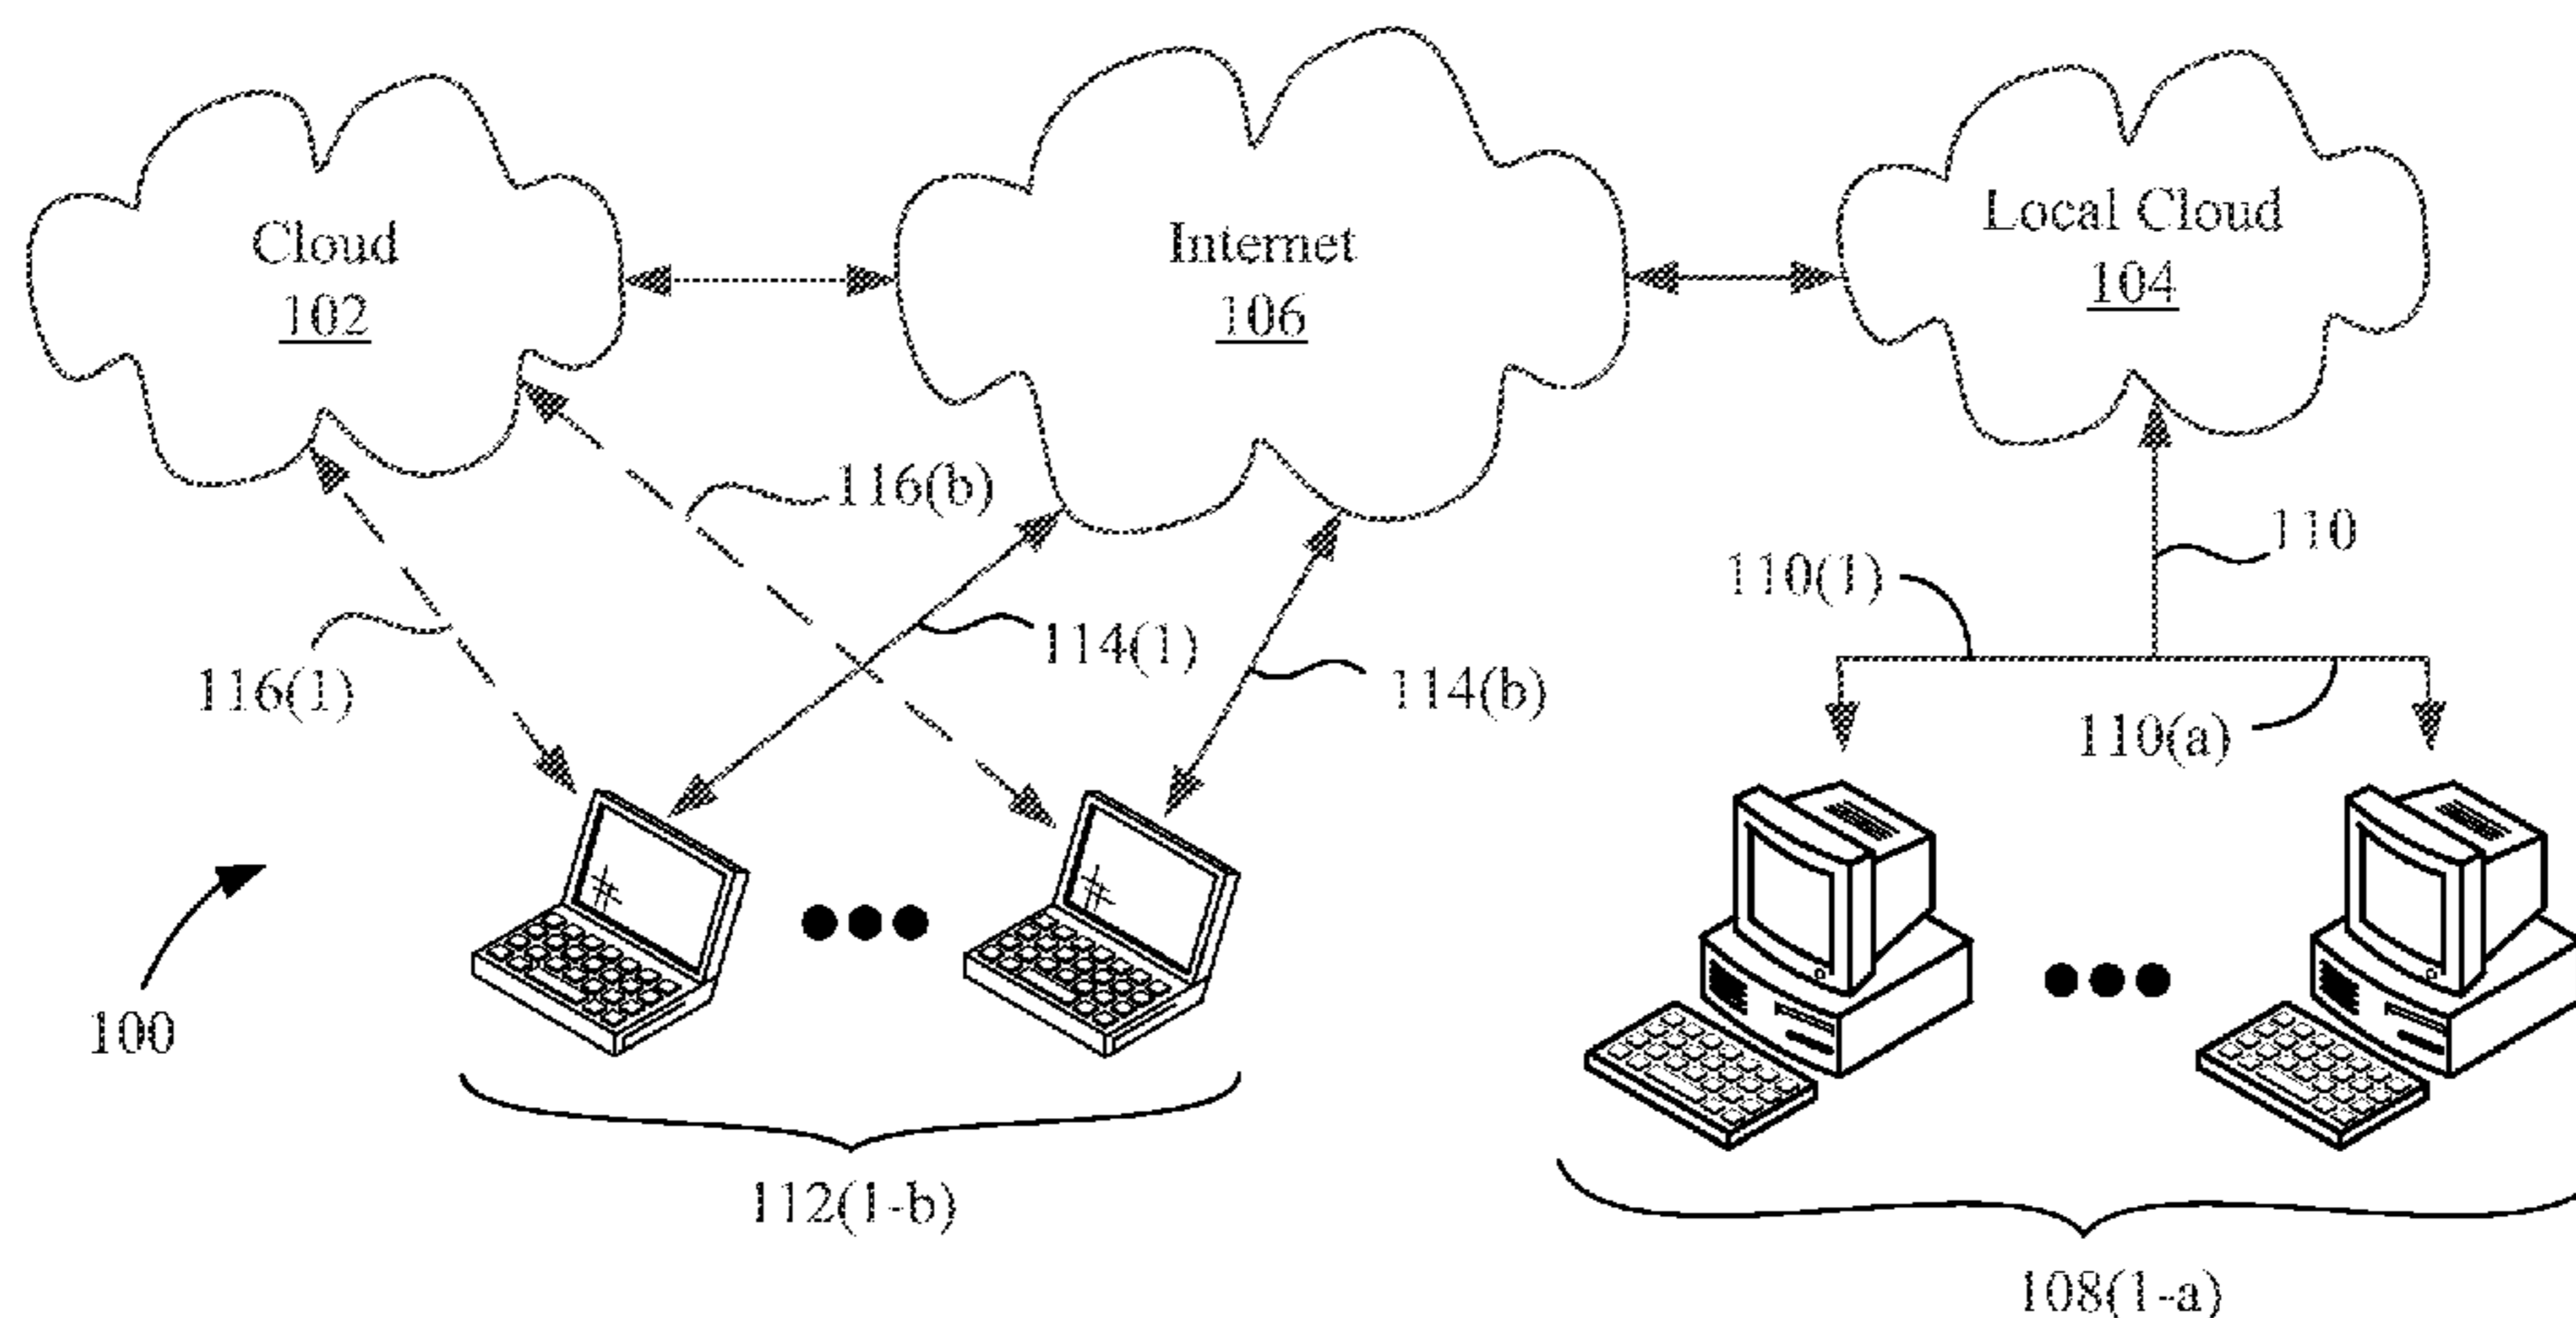 Cloud
102
Internet
106
Local Cloud
104
116(b)
110
110(1)
114(1)
116(1)
114(b)
110(a)
100
112(1-b)
108(1-a)